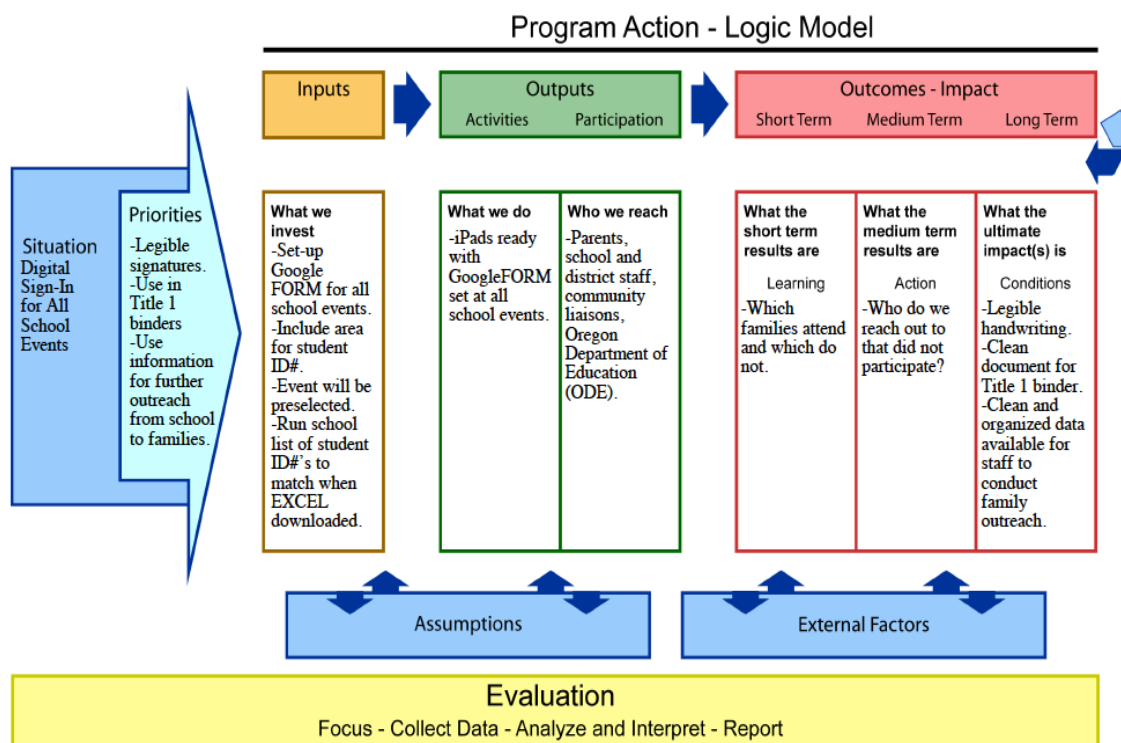 Program Action - Logic Model
Inputs
Outputs
Activities
Participation
Outcomes - Impact
Short Term
Medium Term
Long Term
Situation
Digital
Sign-In
for All
School
Events
Priorities
-Legible
signatures.
-Use in
Title 1
binders
-Use
information
for further
outreach
from school
to families.
What we
invest
-Set-up
Google
FORM for all
school events.
-Include area
for student
ID#.
-Event will be
preselected.
-Run school
list of student
ID#'s to
match when
EXCEL
downloaded.
What we do
-iPads ready
with
GoogleFORM
set at all
school events.
Who we reach
-Parents,
school and
district staff,
community
liaisons,
Oregon
Department of
Education
(ODE).
What the
short term
results are
Learning
-Which
families attend
and which do
not.
What the
medium term
results are
Action
-Who do we
reach out to
that did not
participate?
What the
ultimate
impact(s) is
Conditions
-Legible
handwriting.
-Clean
document for
Title 1 binder.
-Clean and
organized data
available for
staff to
conduct
family
outreach.
Assumptions
External Factors
Evaluation
Focus - Collect Data - Analyze and Interpret - Report